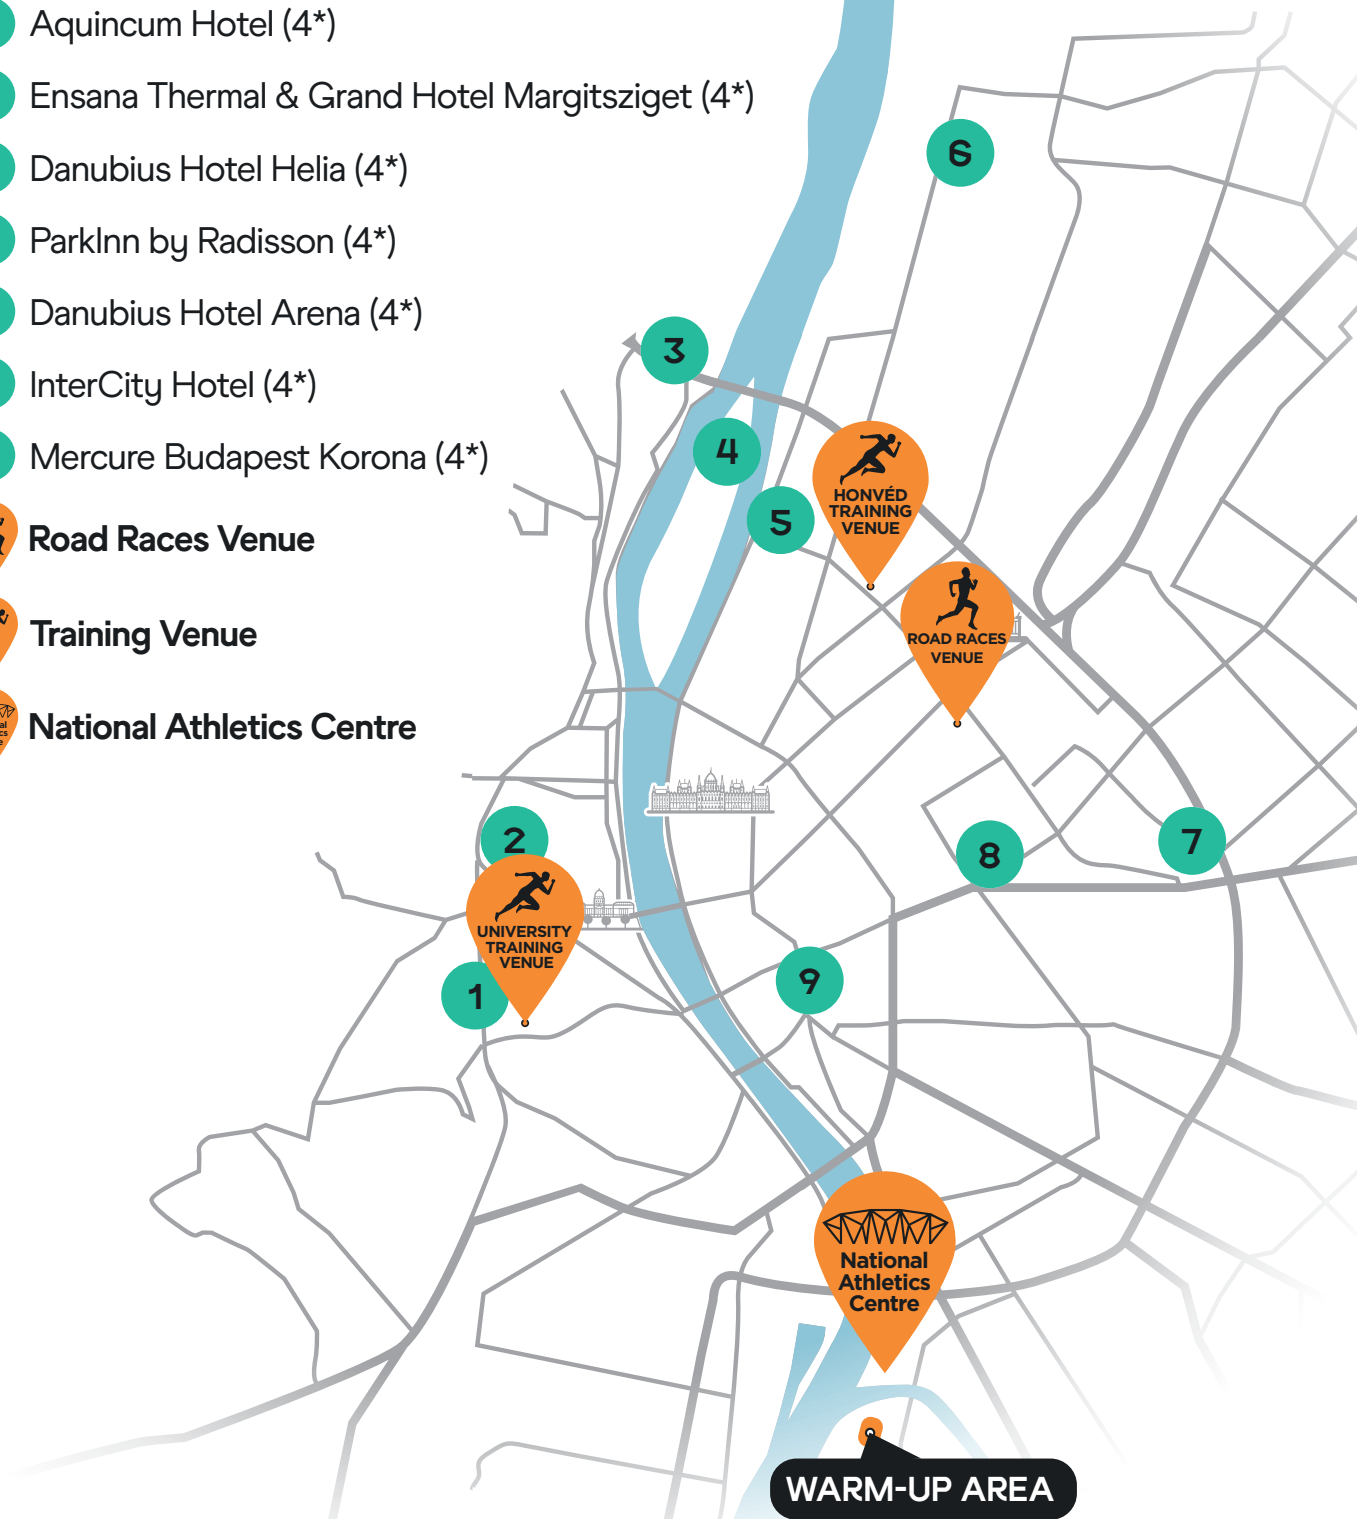 Aquincum Hotel (4*)
Ensana Thermal & Grand Hotel Margitsziget (4*)
Danubius Hotel Helia (4*)
ParkInn by Radisson (4*)
Danubius Hotel Arena (4*)
InterCity Hotel (4*)
Mercure Budapest Korona (4*)
Road Races Venue
Training Venue
National Athletics Centre
6
3
4
5
HONVÉD
TRAINING
VENUE
ROAD RACES
VENUE
2
7
8
UNIVERSITY
TRAINING
VENUE
1
9
National
Athletics
Centre
WARM-UP AREA